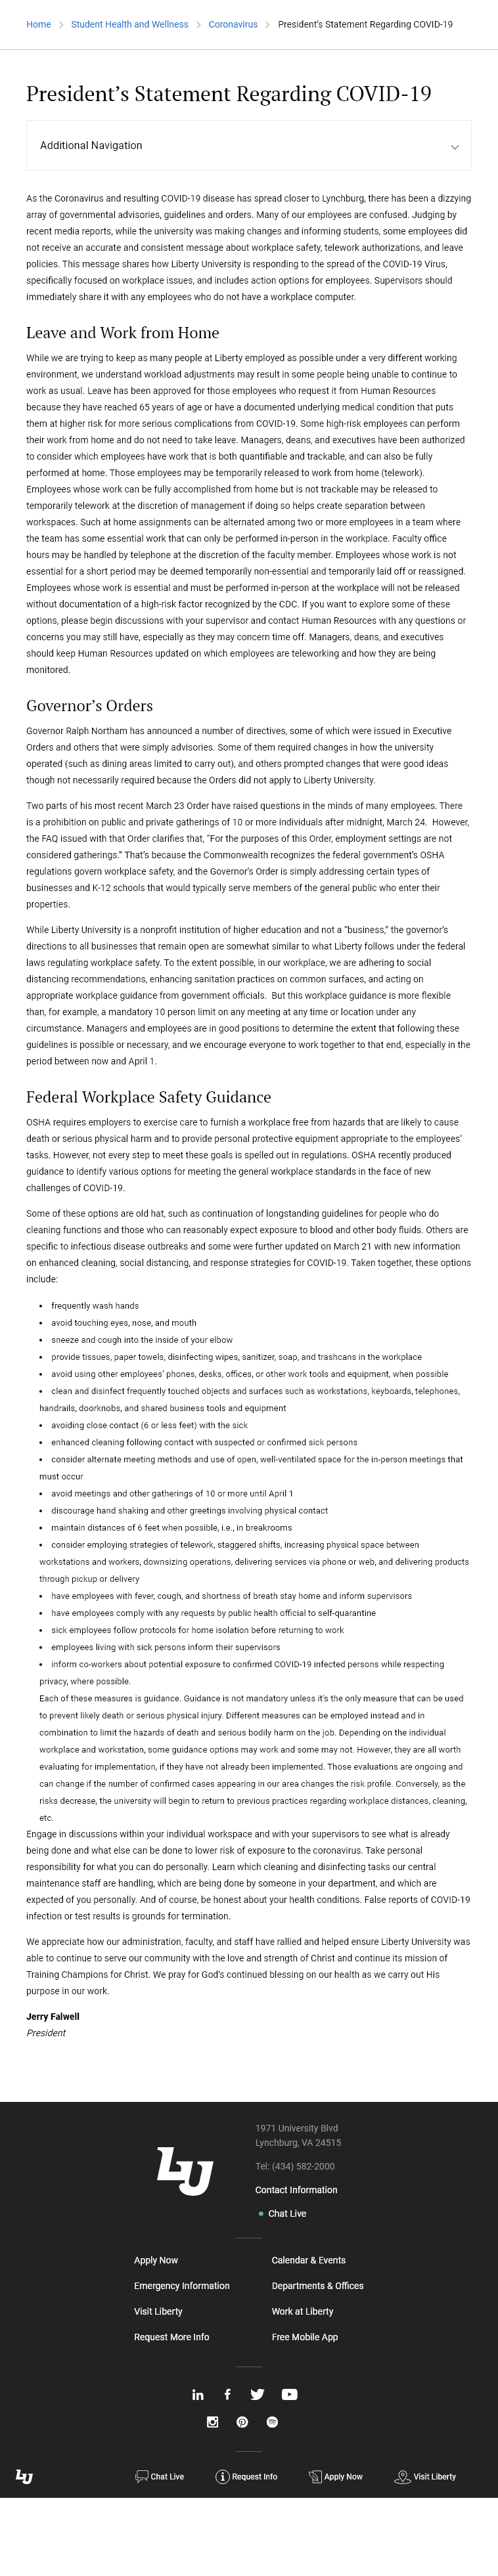 Home > Student Health and Wellness > Coronavirus > President's Statement Regarding COVID-19
President’s Statement Regarding COVID-19
Additional Navigation
As the Coronavirus and resulting COVID-19 disease has spread closer to Lynchburg, there has been a dizzying
array of governmental advisories, guidelines and orders. Many of our employees are confused. Judging by
recent media reports, while the university was making changes and informing students, some employees did
not receive an accurate and consistent message about workplace safety, telework authorizations, and leave
policies. This message shares how Liberty University is responding to the spread of the COVID-19 Virus,
specifically focused on workplace issues, and includes action options for employees. Supervisors should
immediately share it with any employees who do not have a workplace computer.
Leave and Work from Home
While we are trying to keep as many people at Liberty employed as possible under a very different working
environment, we understand workload adjustments may result in some people being unable to continue to
work as usual. Leave has been approved for those employees who request it from Human Resources
because they have reached 65 years of age or have a documented underlying medical condition that puts
them at higher risk for more serious complications from COVID-19. Some high-risk employees can perform
their work from home and do not need to take leave. Managers, deans, and executives have been authorized
to consider which employees have work that is both quantifiable and trackable, and can also be fully
performed at home. Those employees may be temporarily released to work from home (telework).
Employees whose work can be fully accomplished from home but is not trackable may be released to
temporarily telework at the discretion of management if doing so helps create separation between
workspaces. Such at home assignments can be alternated among two or more employees in a team where
the team has some essential work that can only be performed in-person in the workplace. Faculty office
hours may be handled by telephone at the discretion of the faculty member. Employees whose work is not
essential for a short period may be deemed temporarily non-essential and temporarily laid off or reassigned.
Employees whose work is essential and must be performed in-person at the workplace will not be released
without documentation of a high-risk factor recognized by the CDC. If you want to explore some of these
options, please begin discussions with your supervisor and contact Human Resources with any questions or
concerns you may still have, especially as they may concern time off. Managers, deans, and executives
should keep Human Resources updated on which employees are teleworking and how they are being
monitored.
Governor’s Orders
Governor Ralph Northam has announced a number of directives, some of which were issued in Executive
Orders and others that were simply advisories. Some of them required changes in how the university
operated (such as dining areas limited to carry out), and others prompted changes that were good ideas
though not necessarily required because the Orders did not apply to Liberty University.
Two parts of his most recent March 23 Order have raised questions in the minds of many employees. There
is a prohibition on public and private gatherings of 10 or more individuals after midnight, March 24. However,
the FAQ issued with that Order clarifies that, “For the purposes of this Order, employment settings are not
considered gatherings.” That’s because the Commonwealth recognizes the federal government’s OSHA
regulations govern workplace safety, and the Governor’s Order is simply addressing certain types of
businesses and K-12 schools that would typically serve members of the general public who enter their
properties.
While Liberty University is a nonprofit institution of higher education and not a “business,” the governor’s
directions to all businesses that remain open are somewhat similar to what Liberty follows under the federal
laws regulating workplace safety. To the extent possible, in our workplace, we are adhering to social
distancing recommendations, enhancing sanitation practices on common surfaces, and acting on
appropriate workplace guidance from government officials. But this workplace guidance is more flexible
than, for example, a mandatory 10 person limit on any meeting at any time or location under any
circumstance. Managers and employees are in good positions to determine the extent that following these
guidelines is possible or necessary, and we encourage everyone to work together to that end, especially in the
period between now and April 1.
Federal Workplace Safety Guidance
OSHA requires employers to exercise care to furnish a workplace free from hazards that are likely to cause
death or serious physical harm and to provide personal protective equipment appropriate to the employees’
tasks. However, not every step to meet these goals is spelled out in regulations. OSHA recently produced
guidance to identify various options for meeting the general workplace standards in the face of new
challenges of COVID-19.
Some of these options are old hat, such as continuation of longstanding guidelines for people who do
cleaning functions and those who can reasonably expect exposure to blood and other body fluids. Others are
specific to infectious disease outbreaks and some were further updated on March 21 with new information
on enhanced cleaning, social distancing, and response strategies for COVID-19. Taken together, these options
include:
• frequently wash hands
• avoid touching eyes, nose, and mouth
• sneeze and cough into the inside of your elbow
• provide tissues, paper towels, disinfecting wipes, sanitizer, soap, and trashcans in the workplace
• avoid using other employees’ phones, desks, offices, or other work tools and equipment, when possible
• clean and disinfect frequently touched objects and surfaces such as workstations, keyboards, telephones,
handrails, doorknobs, and shared business tools and equipment
• avoiding close contact (6 or less feet) with the sick
• enhanced cleaning following contact with suspected or confirmed sick persons
• consider alternate meeting methods and use of open, well-ventilated space for the in-person meetings that
must occur
• avoid meetings and other gatherings of 10 or more until April 1
• discourage hand shaking and other greetings involving physical contact
• maintain distances of 6 feet when possible, i.e., in breakrooms
• consider employing strategies of telework, staggered shifts, increasing physical space between
workstations and workers, downsizing operations, delivering services via phone or web, and delivering products
through pickup or delivery
• have employees with fever, cough, and shortness of breath stay home and inform supervisors
• have employees comply with any requests by public health official to self-quarantine
• sick employees follow protocols for home isolation before returning to work
• employees living with sick persons inform their supervisors
• inform co-workers about potential exposure to confirmed COVID-19 infected persons while respecting
privacy, where possible.
Each of these measures is guidance. Guidance is not mandatory unless it’s the only measure that can be used
to prevent likely death or serious physical injury. Different measures can be employed instead and in
combination to limit the hazards of death and serious bodily harm on the job. Depending on the individual
workplace and workstation, some guidance options may work and some may not. However, they are all worth
evaluating for implementation, if they have not already been implemented. Those evaluations are ongoing and
can change if the number of confirmed cases appearing in our area changes the risk profile. Conversely, as the
risks decrease, the university will begin to return to previous practices regarding workplace distances, cleaning,
etc.
Engage in discussions within your individual workspace and with your supervisors to see what is already
being done and what else can be done to lower risk of exposure to the coronavirus. Take personal
responsibility for what you can do personally. Learn which cleaning and disinfecting tasks our central
maintenance staff are handling, which are being done by someone in your department, and which are
expected of you personally. And of course, be honest about your health conditions. False reports of COVID-19
infection or test results is grounds for termination.
We appreciate how our administration, faculty, and staff have rallied and helped ensure Liberty University was
able to continue to serve our community with the love and strength of Christ and continue its mission of
Training Champions for Christ. We pray for God’s continued blessing on our health as we carry out His
purpose in our work.
Jerry Falwell
President
LU
1971 University Blvd
Lynchburg, VA 24515
Tel: (434) 582-2000
Contact Information
Chat Live
Apply Now
Calendar & Events
Emergency Information
Departments & Offices
Visit Liberty
Work at Liberty
Request More Info
Free Mobile App
LU
Chat Live
Request Info
Apply Now
Visit Liberty